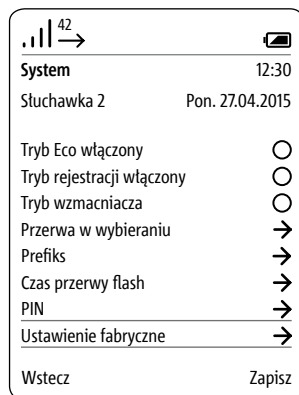 42
System 12:30
Słuchawka 2 Pon. 27.04.2015
Tryb Eco włączony
Tryb rejestracji włączony
Tryb wzmacniacza
Przerwa w wybieraniu
Prefiks
Czas przerwy flash
PIN
Ustawienie fabryczne
Wstecz Zapisz